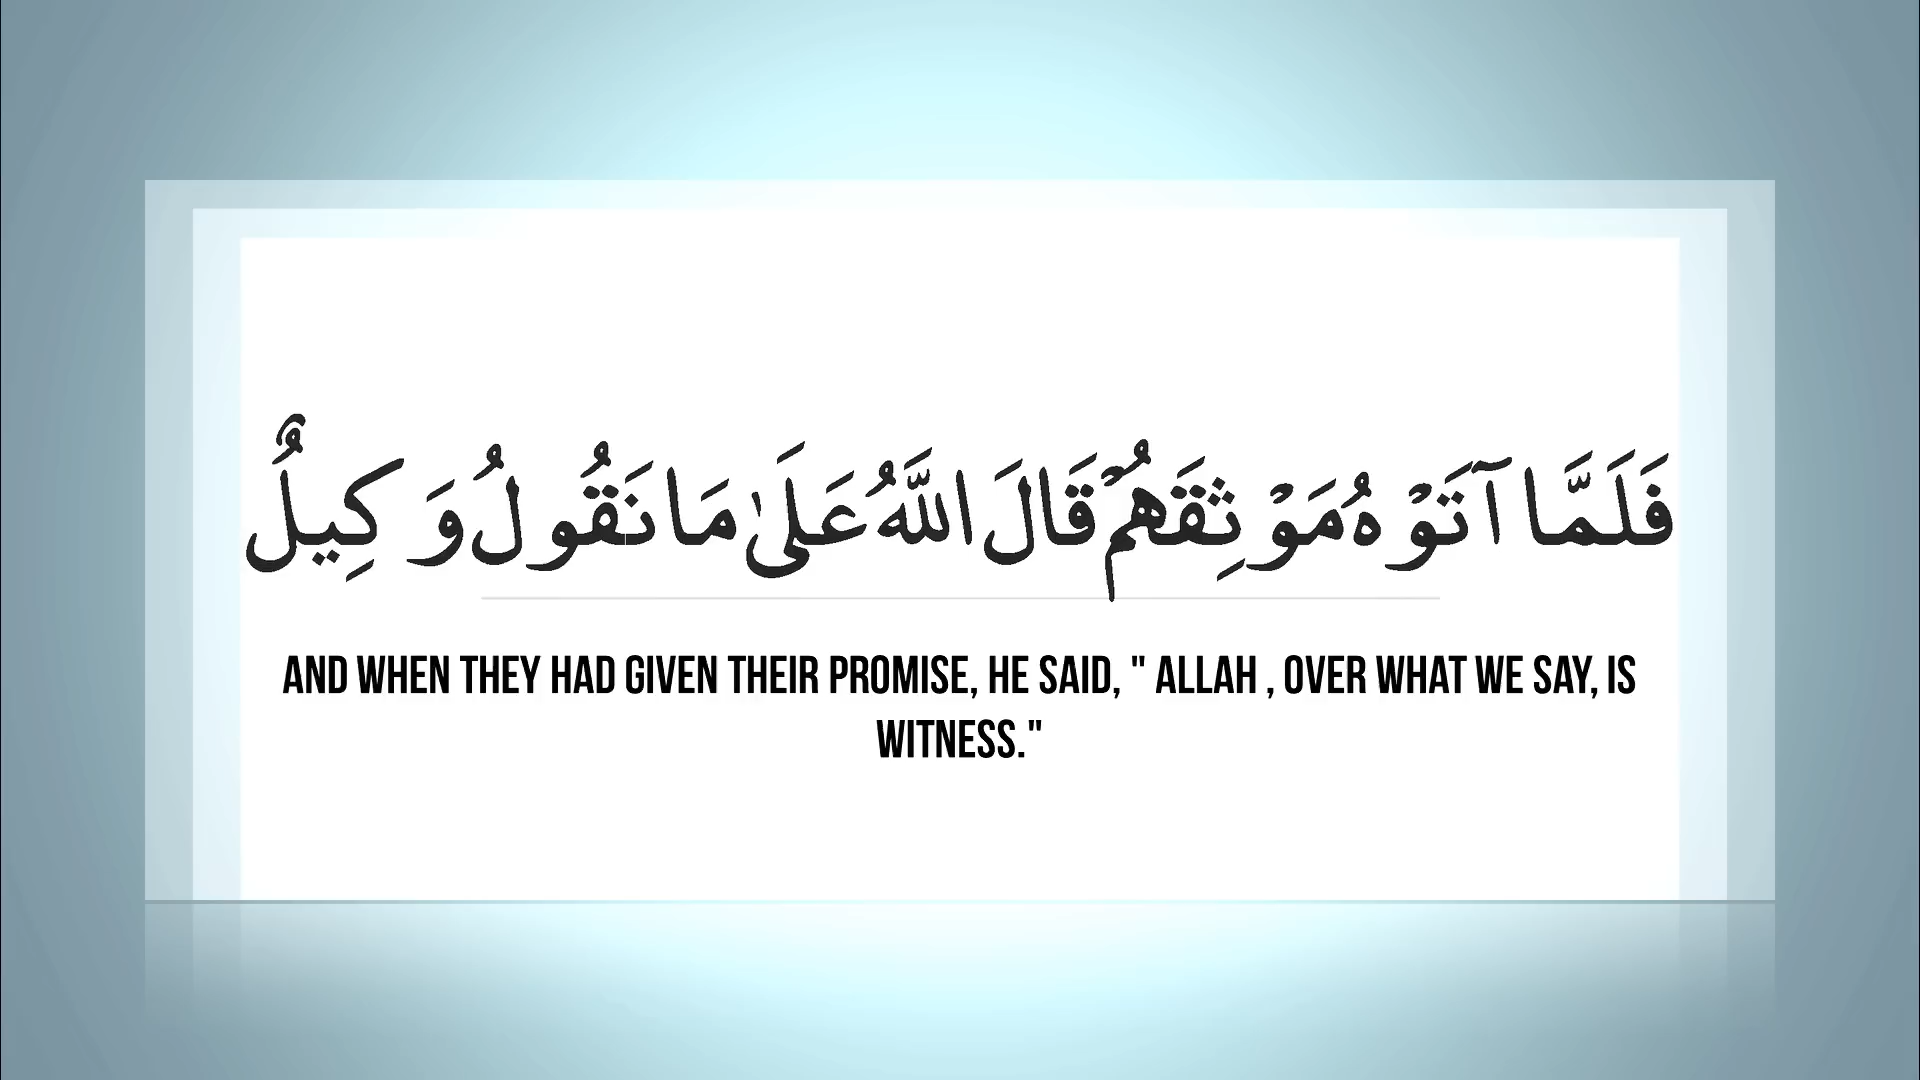 فَلَمَّا آتَوْهُ مَوْثِقَهُمْ قَالَ اللَّهُ عَلَىٰ مَا نَقُولُ وَكِيلٌ
AND WHEN THEY HAD GIVEN THEIR PROMISE, HE SAID, " ALLAH , OVER WHAT WE SAY, IS
WITNESS."